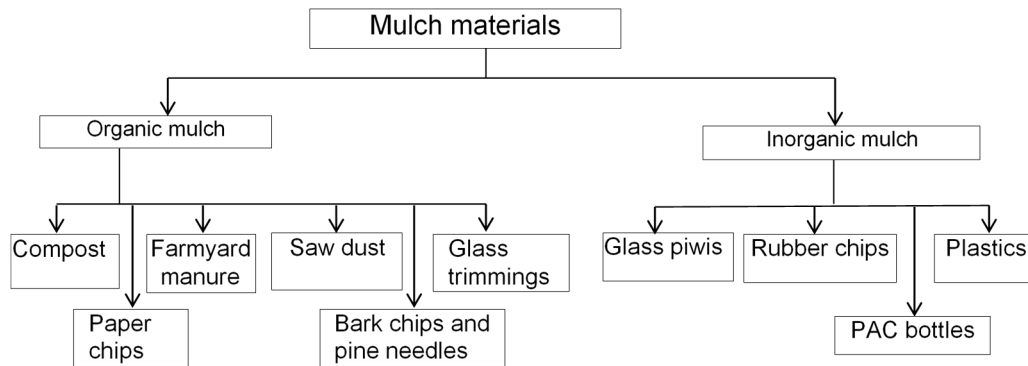 Mulch materials
Organic mulch
Inorganic mulch
Compost
Farmyard
manure
Saw dust
Glass
trimmings
Glass piwis
Rubber chips
Plastics
Paper
chips
Bark chips and
pine needles
PAC bottles